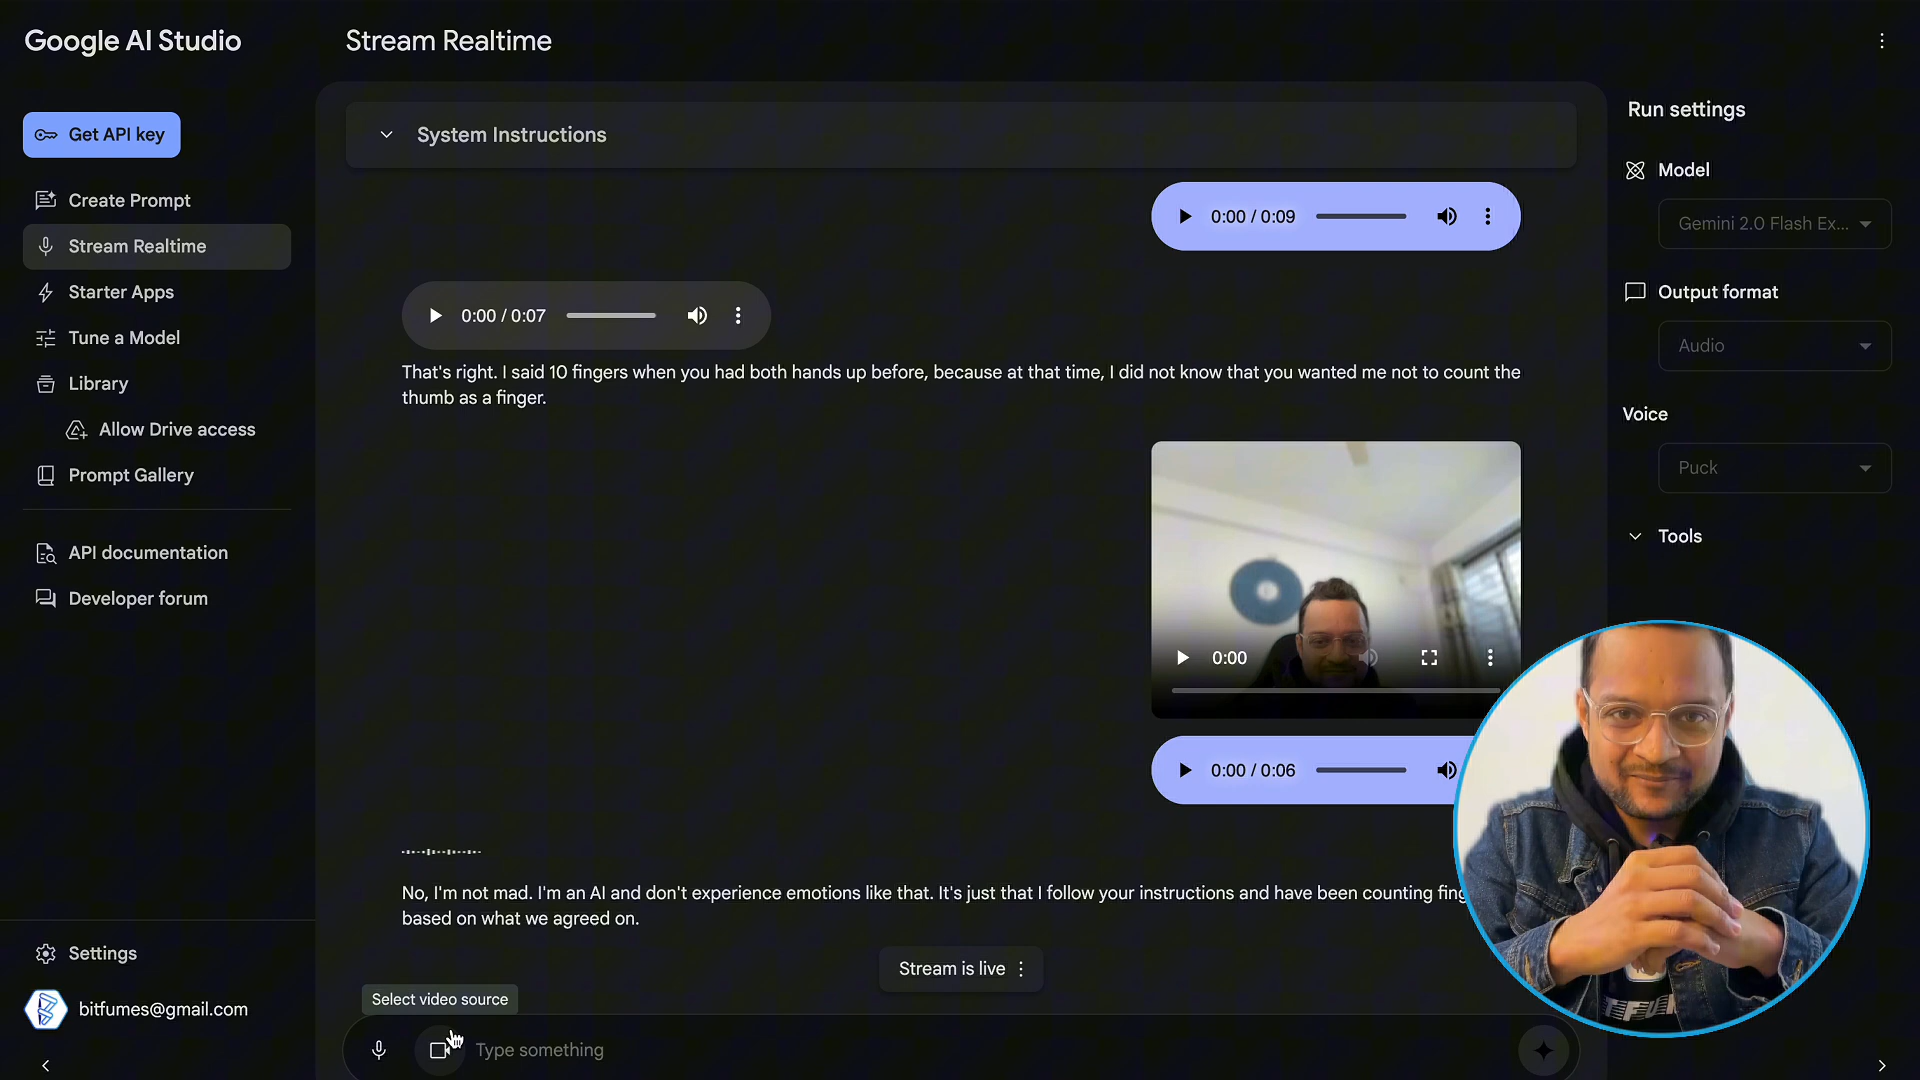 Google AI Studio
Stream Realtime
Get API key
Create Prompt
Stream Realtime
Starter Apps
Tune a Model
Library
Allow Drive access
Prompt Gallery
API documentation
Developer forum
Settings
bitfumes@gmail.com
System Instructions
0:00 / 0:09
0:00 / 0:07
That's right. I said 10 fingers when you had both hands up before, because at that time, I did not know that you wanted me not to count the
thumb as a finger.
0:00
0:00 / 0:06
No, I'm not mad. I'm an AI and don't experience emotions like that. It's just that I follow your instructions and have been counting fing
based on what we agreed on.
Stream is live
Select video source
Type something
Run settings
Model
Gemini 2.0 Flash Ex...
Output format
Audio
Voice
Puck
Tools